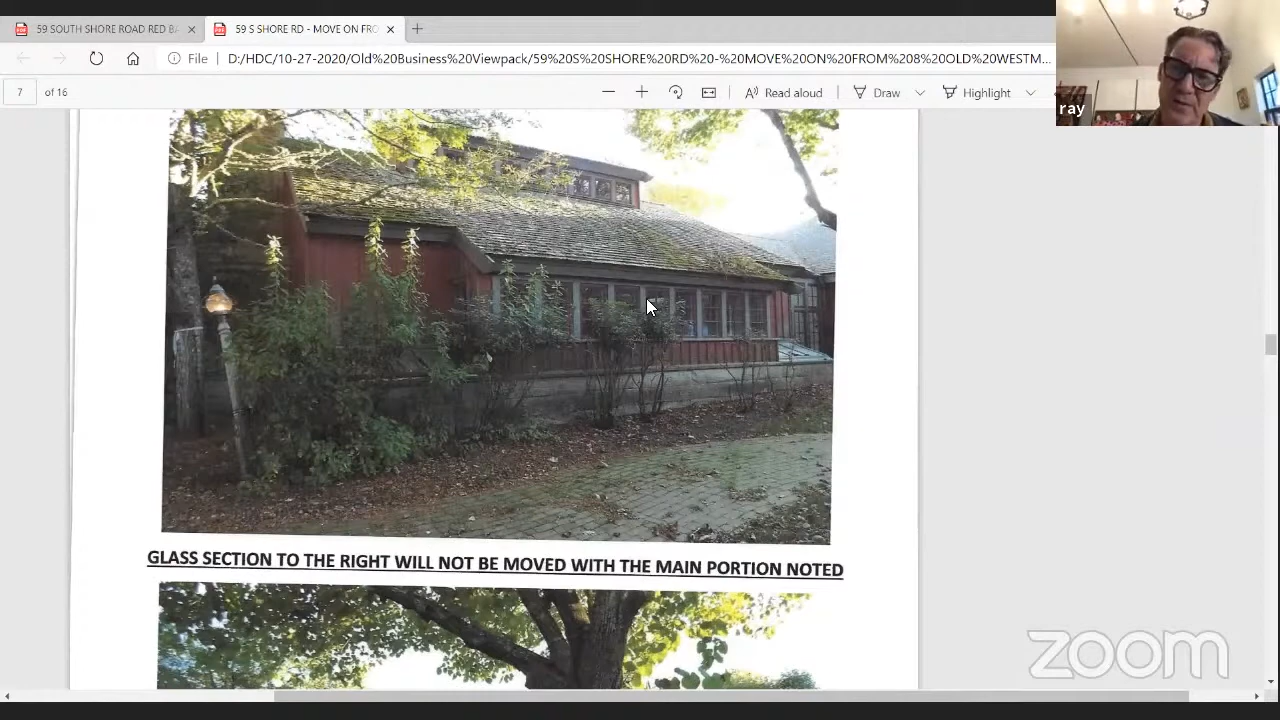 59 SOUTH SHORE ROAD RED BA
59 S SHORE RD - MOVE ON FRO
File
D:/HDC/10-27-2020/Old%20Business%20Viewpack/59%20S%20SHORE%20RD%20-%20MOVE%20ON%20FROM%208%20OLD%20WESTM...
7 of 16
Read aloud
Draw
Highlight
ray
GLASS SECTION TO THE RIGHT WILL NOT BE MOVED WITH THE MAIN PORTION NOTED
zoom